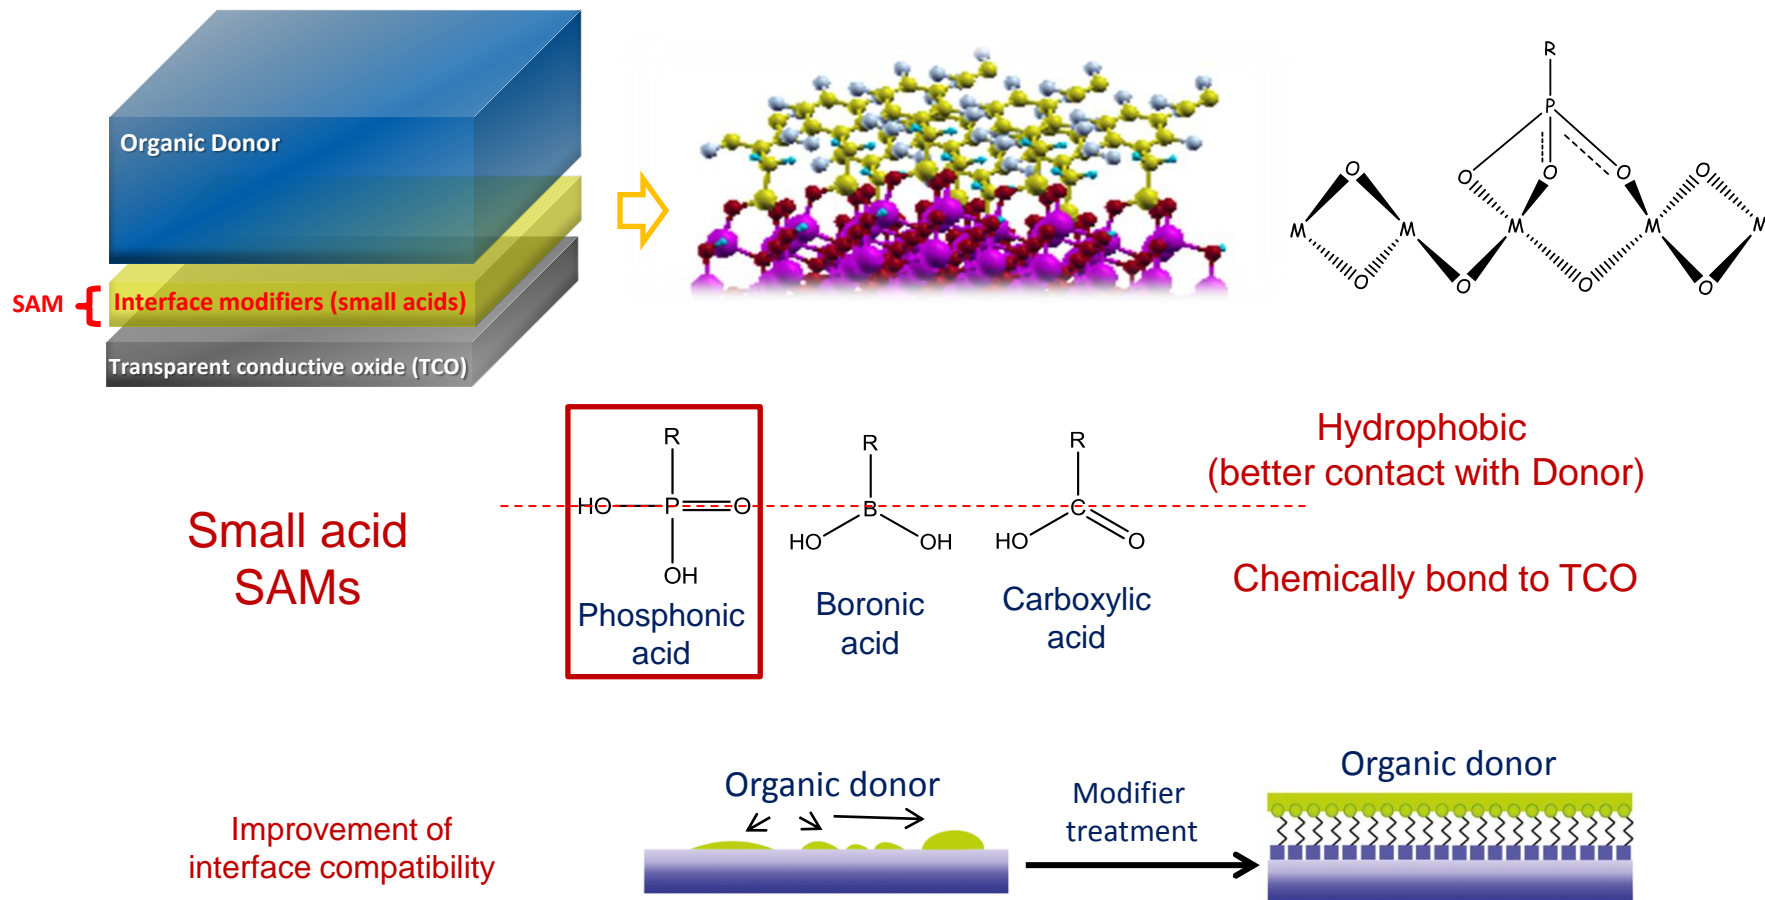 Organic Donor
SAM
Interface modifiers (small acids)
Transparent conductive oxide (TCO)
R
P
O O O
O O
M M M M M
O O O O
Small acid
SAMs
R
HO P O
OH
Phosphonic
acid
R
B
HO OH
Boronic
acid
R
C
HO O
Carboxylic
acid
Hydrophobic
(better contact with Donor)
Chemically bond to TCO
Improvement of
interface compatibility
Organic donor
Modifier
treatment
Organic donor